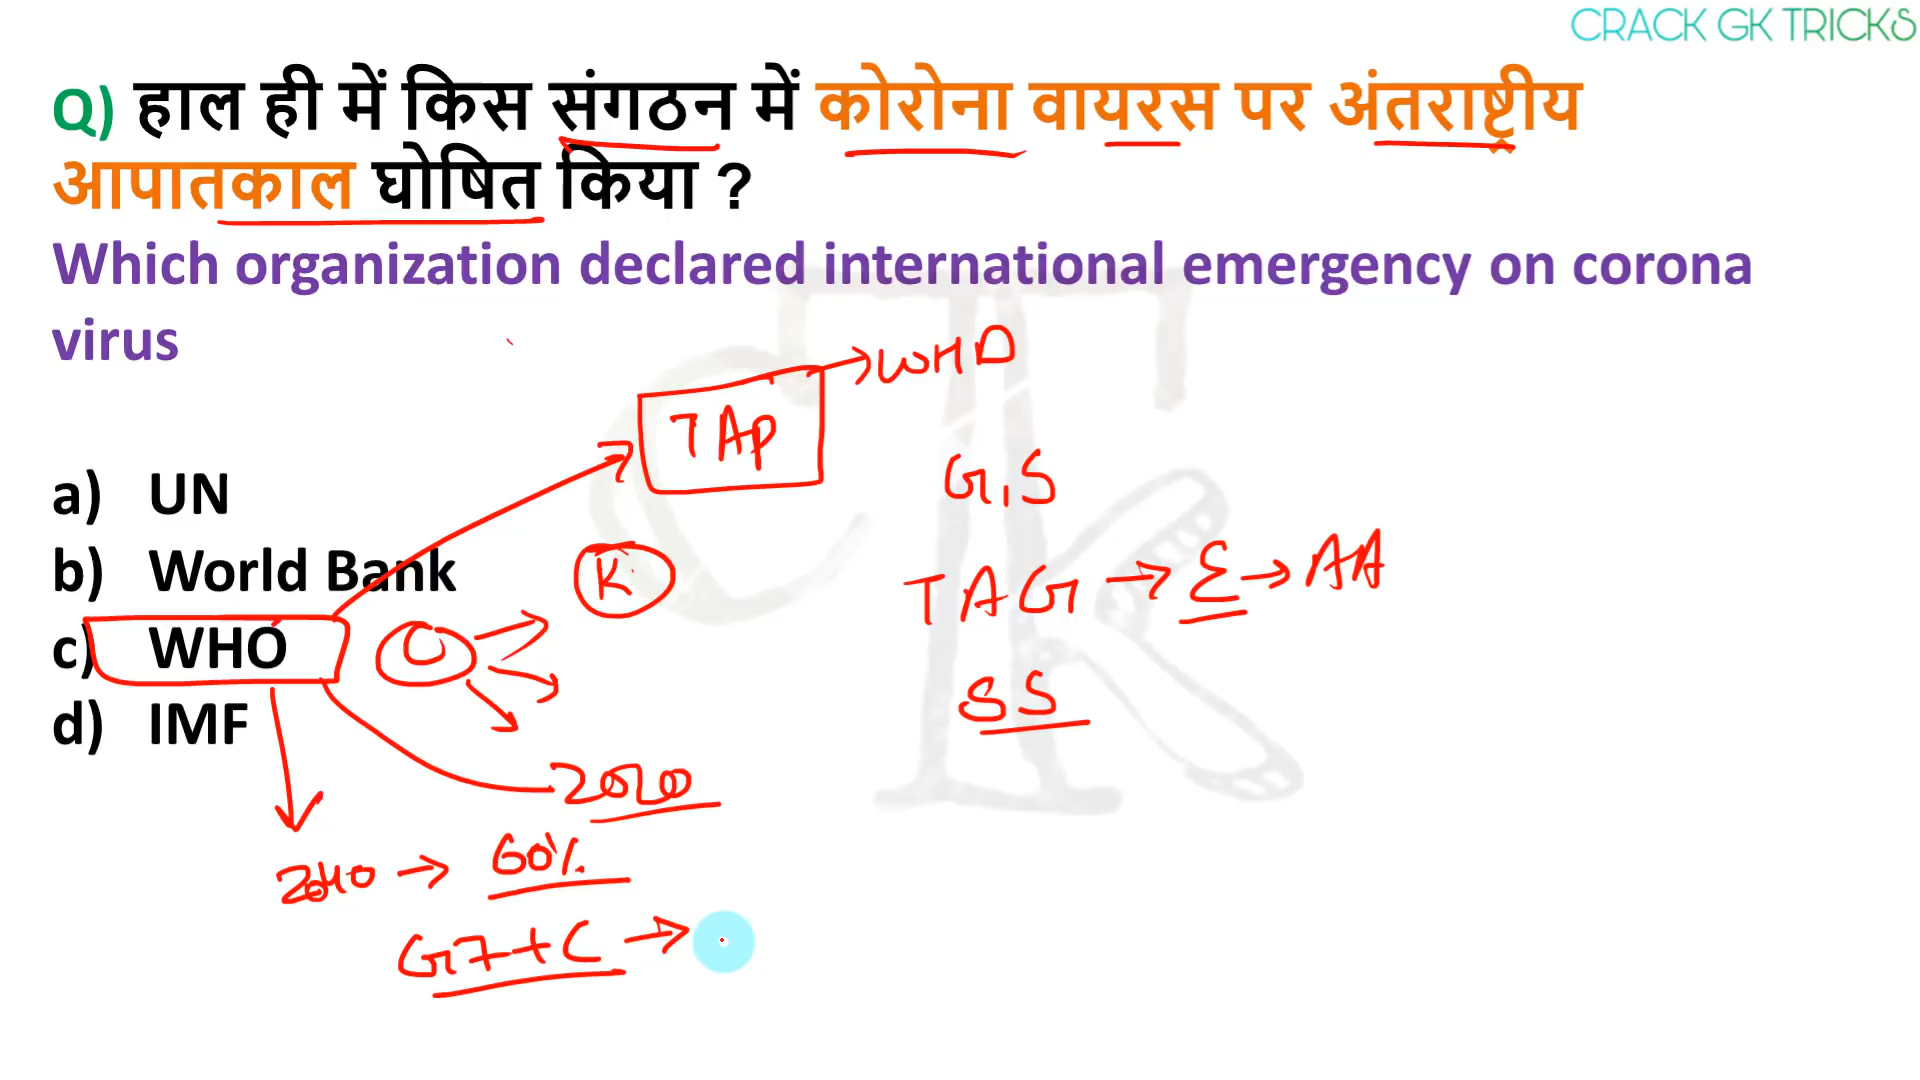 CRACK GK TRICKS
Q) हाल ही में किस संगठन में कोरोना वायरस पर अंतराष्ट्रीय
आपातकाल घोषित किया ?
Which organization declared international emergency on corona
virus
→ WHD
TAP
a) UN
G,S
b) World Bank
K
TAG → E → AA
c) WHO
SS
d) IMF
2020
2040 → 60%
G7+C →